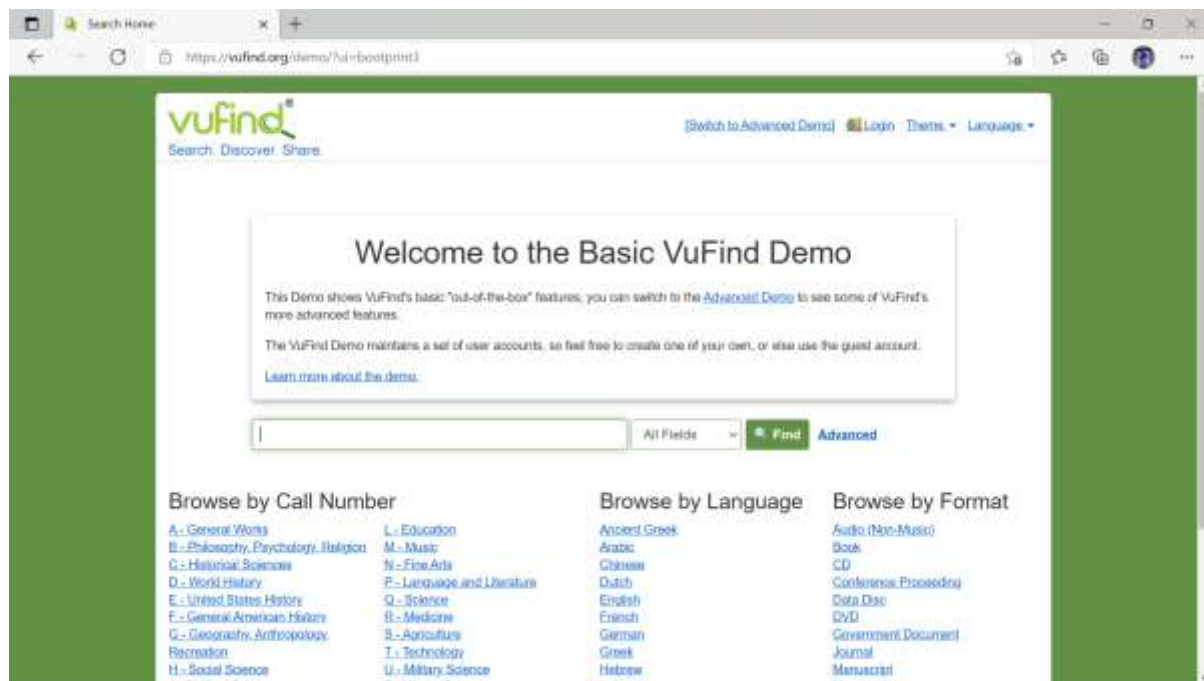 Search Home
https://vufind.org/demo/?ui=bootprint3
vufind®
Search. Discover. Share.
[Switch to Advanced Demo] Login Theme Language
Welcome to the Basic VuFind Demo
This Demo shows VuFind's basic "out-of-the-box" features; you can switch to the Advanced Demo to see some of VuFind's
more advanced features.
The VuFind Demo maintains a set of user accounts, so feel free to create one of your own, or else use the guest account.
Learn more about the demo.
All Fields Find Advanced
Browse by Call Number
A - General Works
B - Philosophy, Psychology, Religion
C - Historical Sciences
D - World History
E - United States History
F - General American History
G - Geography, Anthropology,
Recreation
H - Social Science
L - Education
M - Music
N - Fine Arts
P - Language and Literature
Q - Science
R - Medicine
S - Agriculture
T - Technology
U - Military Science
Browse by Language
Ancient Greek
Arabic
Chinese
Dutch
English
French
German
Greek
Hebrew
Browse by Format
Audio (Non-Music)
Book
CD
Conference Proceeding
Data Disc
DVD
Government Document
Journal
Manuscript